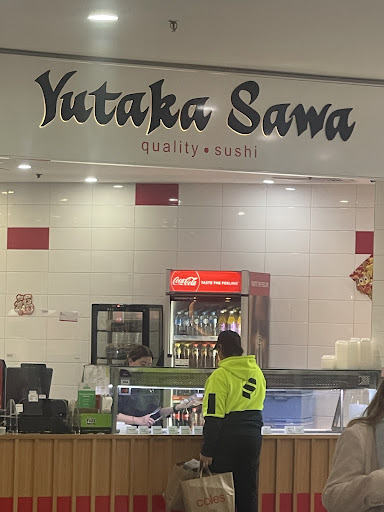 Yutaka Sawa
quality • sushi
Coca-Cola TASTE THE FEELING
coles